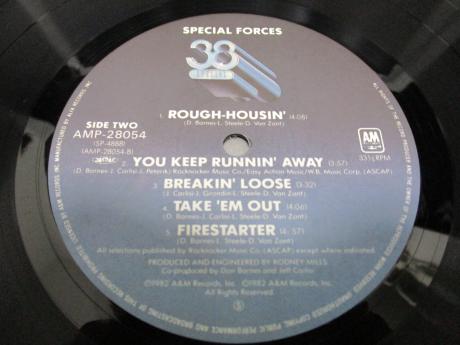 SPECIAL FORCES
38
SPECIAL
1. ROUGH-HOUSIN' (4:08)
(D. Barnes-L. Steele-D. Van Zant)
SIDE TWO
AMP-28054
(SP-4888)
(AMP-28054-B)
A&M
33⅓ RPM
2. YOU KEEP RUNNIN' AWAY (3:57)
(D. Barnes-J. Carlisi-J. Peterik) Rocknocker Music Co./Easy Action Music/W.B. Music Corp. (ASCAP)
3. BREAKIN' LOOSE (3:32)
(J. Carlisi-J. Grondin-L. Steele-D. Van Zant)
4. TAKE 'EM OUT (4:06)
(D. Barnes-J. Carlisi-L. Steele-D. Van Zant)
5. FIRESTARTER (4:57)
(D. Barnes-J. Carlisi-L. Steele-D. Van Zant)
All selections published by Rocknocker Music Co. (ASCAP) except where indicated.
PRODUCED AND ENGINEERED BY RODNEY MILLS
Co-produced by Don Barnes and Jeff Carlisi
©1982 A&M Records, Inc. ℗1982 A&M Records, Inc.
All Rights Reserved.